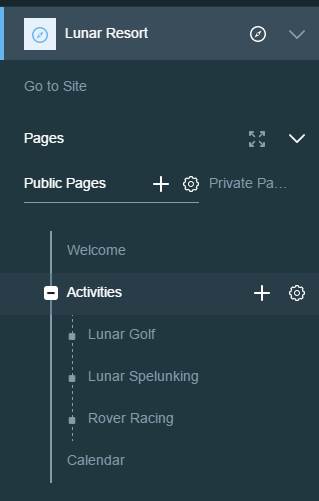 Lunar Resort
Go to Site
Pages
Public Pages Private Pa...
Welcome
Activities
Lunar Golf
Lunar Spelunking
Rover Racing
Calendar